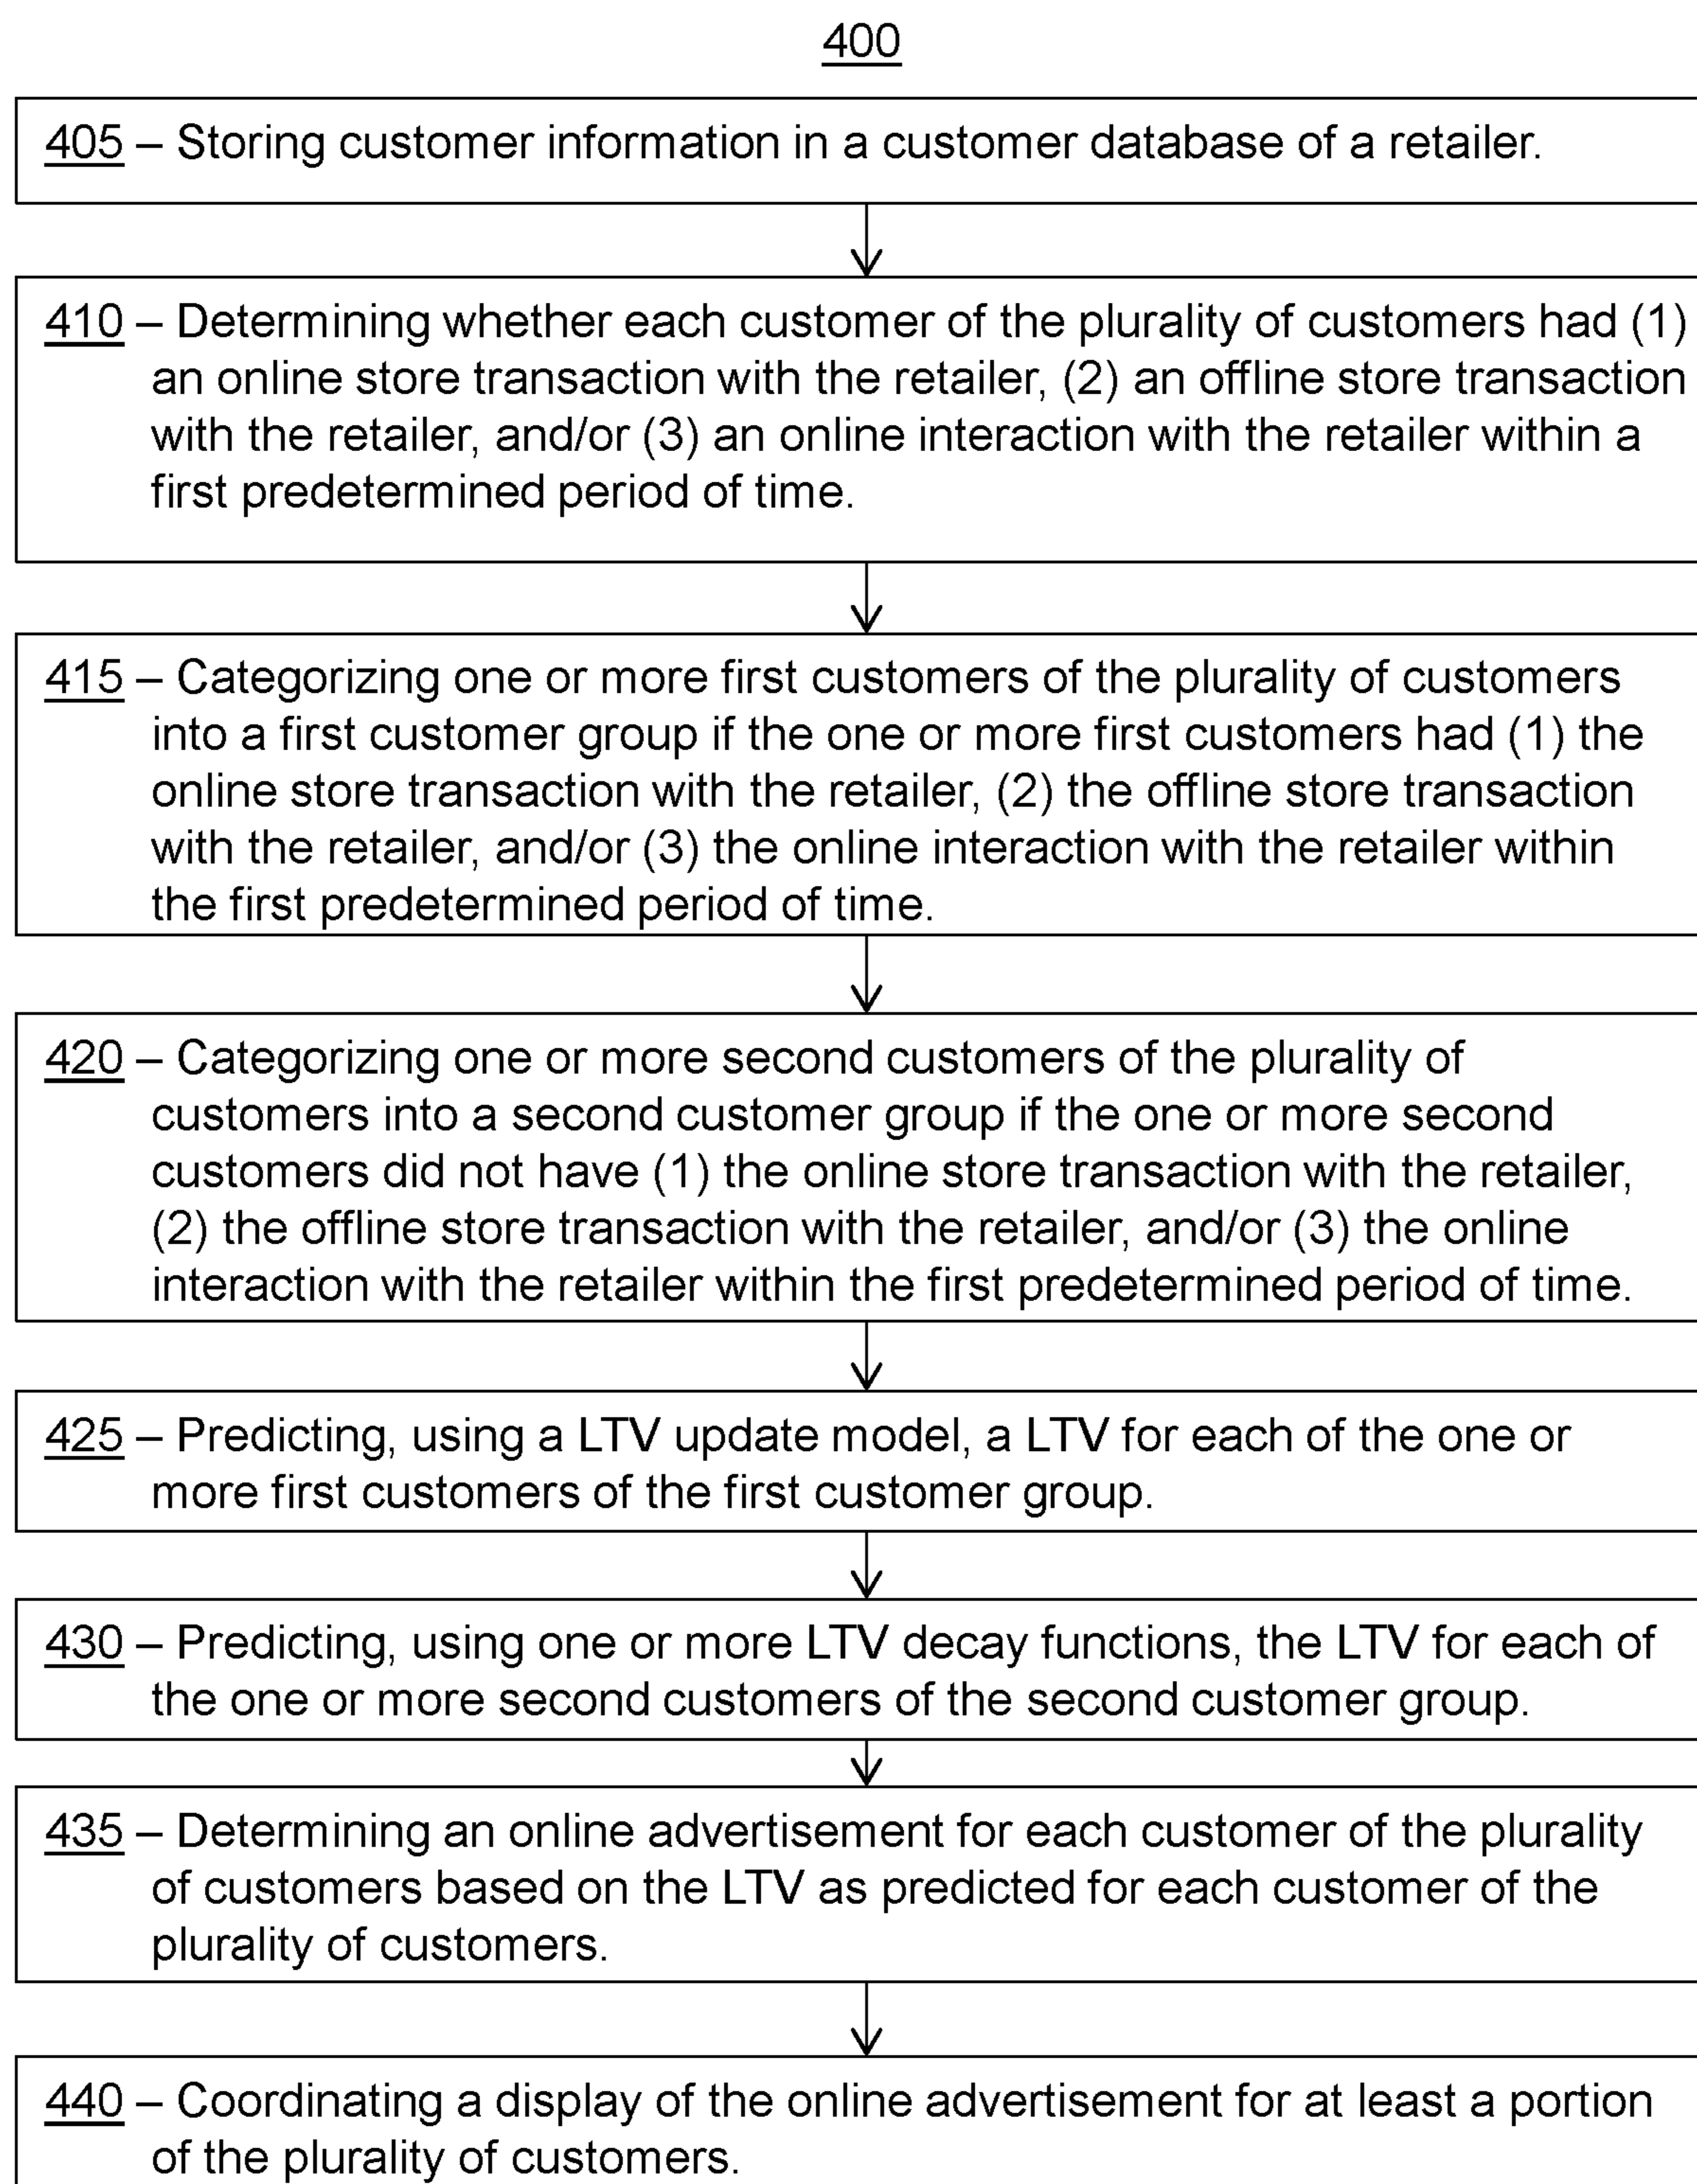 400
405 – Storing customer information in a customer database of a retailer.
410 – Determining whether each customer of the plurality of customers had (1)
an online store transaction with the retailer, (2) an offline store transaction
with the retailer, and/or (3) an online interaction with the retailer within a
first predetermined period of time.
415 – Categorizing one or more first customers of the plurality of customers
into a first customer group if the one or more first customers had (1) the
online store transaction with the retailer, (2) the offline store transaction
with the retailer, and/or (3) the online interaction with the retailer within
the first predetermined period of time.
420 – Categorizing one or more second customers of the plurality of
customers into a second customer group if the one or more second
customers did not have (1) the online store transaction with the retailer,
(2) the offline store transaction with the retailer, and/or (3) the online
interaction with the retailer within the first predetermined period of time.
425 – Predicting, using a LTV update model, a LTV for each of the one or
more first customers of the first customer group.
430 – Predicting, using one or more LTV decay functions, the LTV for each of
the one or more second customers of the second customer group.
435 – Determining an online advertisement for each customer of the plurality
of customers based on the LTV as predicted for each customer of the
plurality of customers.
440 – Coordinating a display of the online advertisement for at least a portion
of the plurality of customers.